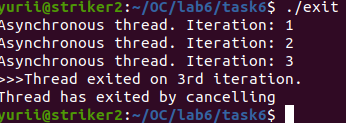 yurii@striker2:~/OC/lab6/task6$ ./exit
Asynchronous thread. Iteration: 1
Asynchronous thread. Iteration: 2
Asynchronous thread. Iteration: 3
>>>Thread exited on 3rd iteration.
Thread has exited by cancelling
yurii@striker2:~/OC/lab6/task6$